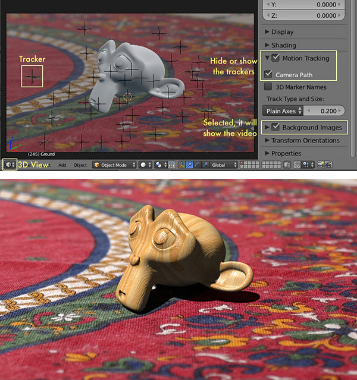 Y: 0.0000
Z: 0.0000
Display
Shading
Motion Tracking
Camera Path
3D Marker Names
Track Type and Size:
Plain Axes 0.200
Background Images
Transform Orientations
Properties
Tracker
Hide or show
the trackers
Selected, it will
show the video
(246) Ground
3D View
Add Object Object Mode Global